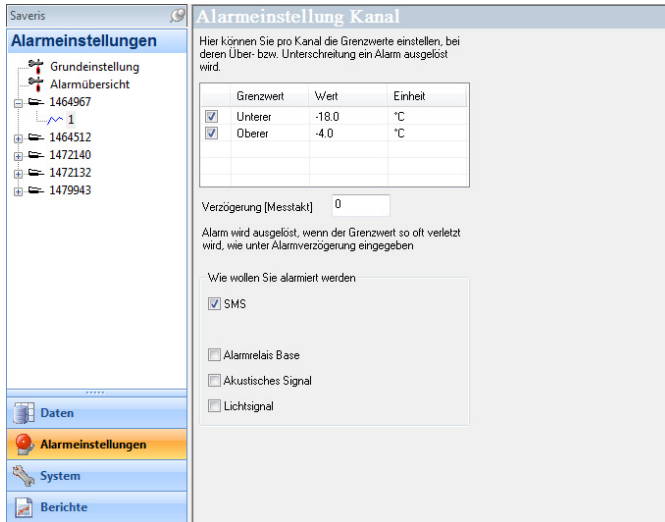 Saveris
Alarmeinstellungen
Grundeinstellung
Alarmübersicht
1464967
1
1464512
1472140
1472132
1479943
Daten
Alarmeinstellungen
System
Berichte
Alarmeinstellung Kanal
Hier können Sie pro Kanal die Grenzwerte einstellen, bei
deren Über- bzw. Unterschreitung ein Alarm ausgelöst
wird.
Grenzwert Wert Einheit
Unterer -18.0 °C
Oberer -4.0 °C
Verzögerung [Messtakt] 0
Alarm wird ausgelöst, wenn der Grenzwert so oft verletzt
wird, wie unter Alarmverzögerung eingegeben
Wie wollen Sie alarmiert werden
SMS
Alarmrelais Base
Akustisches Signal
Lichtsignal